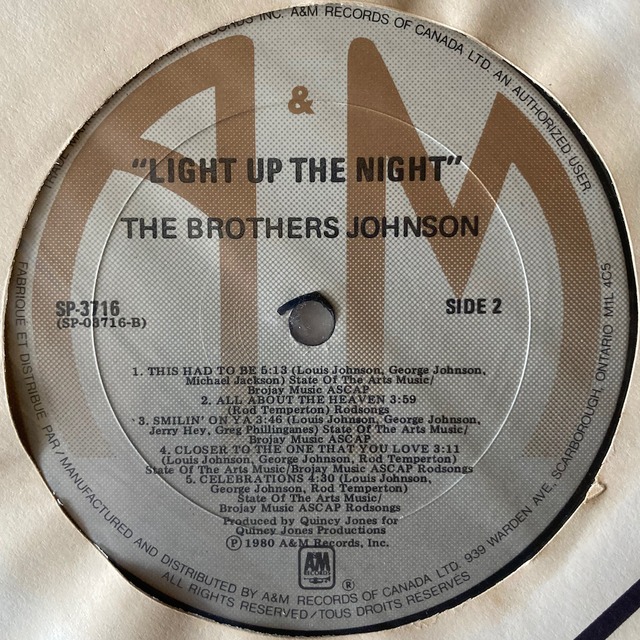 INC. A&M RECORDS OF CANADA LTD AN AUTHORIZED USER.
&
"LIGHT UP THE NIGHT"
THE BROTHERS JOHNSON
SP-3716
(SP-03716-B)
SIDE 2
1. THIS HAD TO BE 5:13 (Louis Johnson, George Johnson,
Michael Jackson) State Of The Arts Music/
Brojay Music ASCAP
2. ALL ABOUT THE HEAVEN 3:59
(Rod Temperton) Rodsongs
3. SMILIN' ON YA 3:46 (Louis Johnson, George Johnson,
Jerry Hey, Greg Phillinganes) State Of The Arts Music/
Brojay Music ASCAP
4. CLOSER TO THE ONE THAT YOU LOVE 3:11
(Louis Johnson, George Johnson, Rod Temperton)
State Of The Arts Music/Brojay Music ASCAP Rodsongs
5. CELEBRATIONS 4:30 (Louis Johnson,
George Johnson, Rod Temperton)
State Of The Arts Music/
Brojay Music ASCAP Rodsongs
Produced by Quincy Jones for
Quincy Jones Productions
Ⓟ 1980 A&M Records, Inc.
A&M
RECORDS
®
FABRIQUÉ ET DISTRIBUÉ PAR/MANUFACTURED AND DISTRIBUTED BY A&M RECORDS OF CANADA LTD. 939 WARDEN AVE, SCARBOROUGH, ONTARIO M1L 4C5
ALL RIGHTS RESERVED/TOUS DROITS RESERVÉS